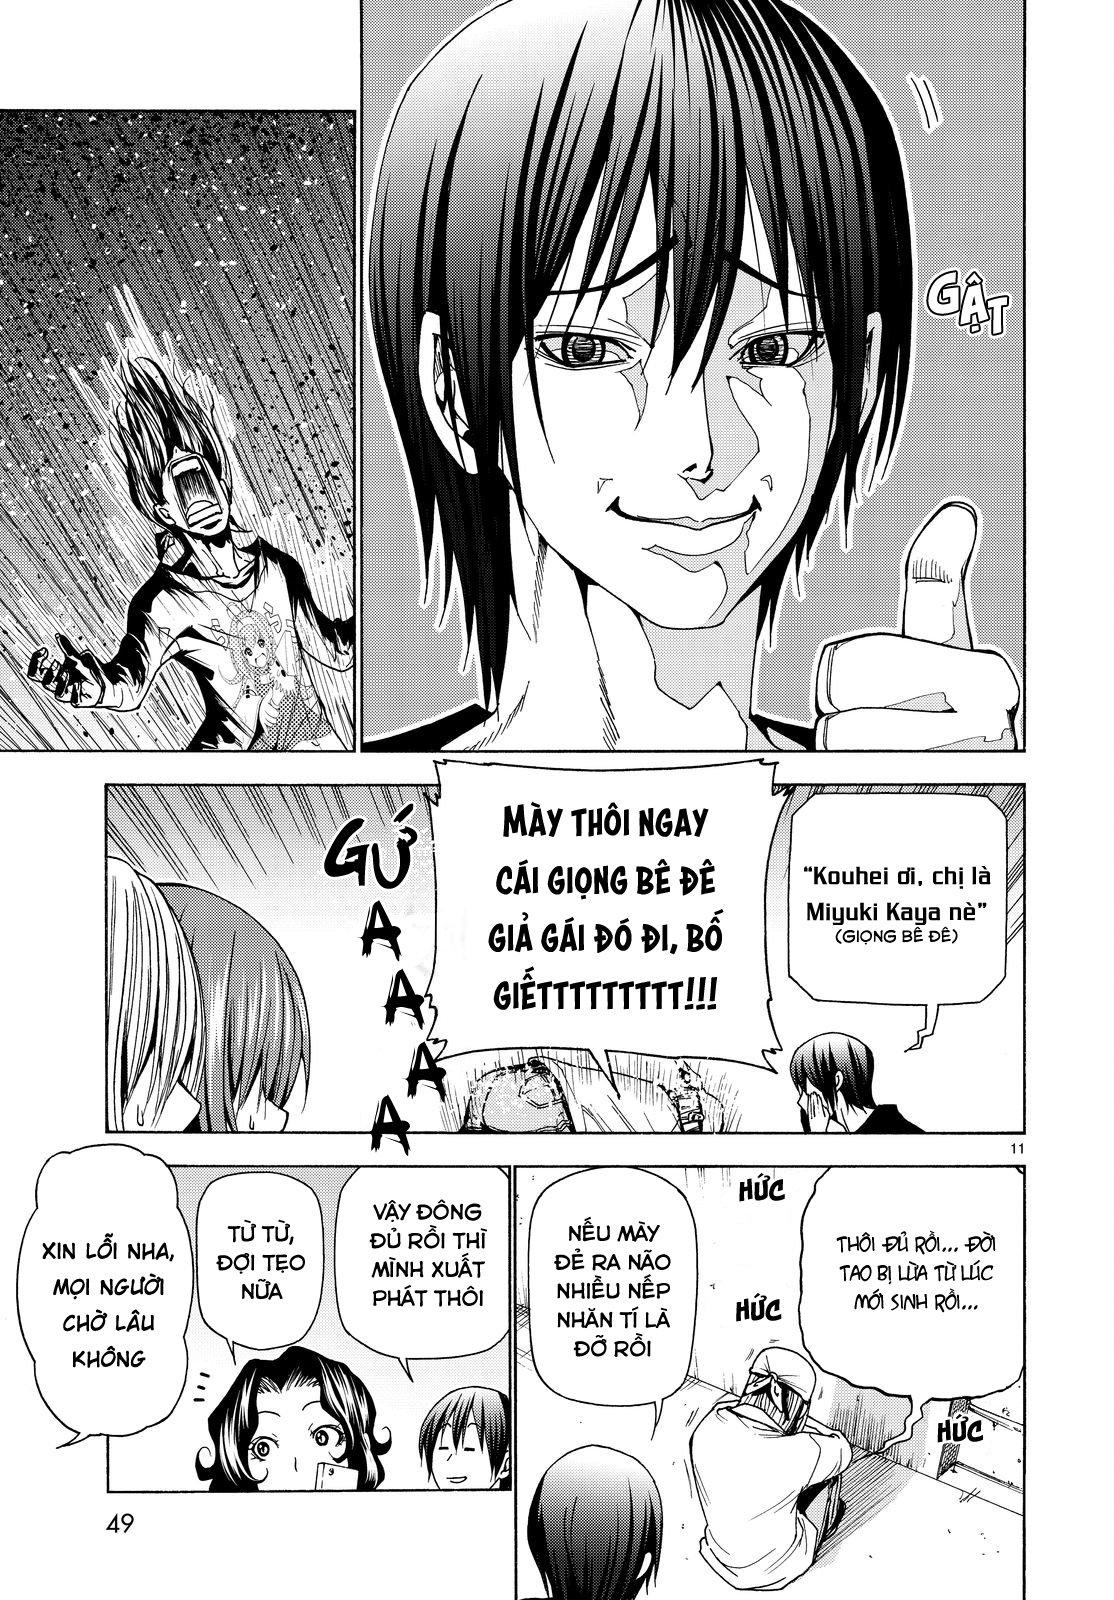 GẬT
“Kouhei ơi, chị là
Miyuki Kaya nè”
(GIỌNG BÊ ĐÊ)
MÀY THÔI NGAY
CÁI GIỌNG BÊ ĐÊ
GIẢ GÁI ĐÓ ĐI, BỐ
GIẾTTTTTTTTT!!!
GỨ
A
A
A
A
A
11
THÔI ĐỦ RỒI... ĐỜI
TAO BỊ LỪA TỪ LÚC
MỚI SINH RỒI...
HỨC
HỨC
HỨC
NẾU MÀY
ĐẺ RA NÃO
NHIỀU NẾP
NHĂN TÍ LÀ
ĐỠ RỒI
VẬY ĐÔNG
ĐỦ RỒI THÌ
MÌNH XUẤT
PHÁT THÔI
TỪ TỪ,
ĐỢI TẸO
NỮA
XIN LỖI NHA,
MỌI NGƯỜI
CHỜ LÂU
KHÔNG
49